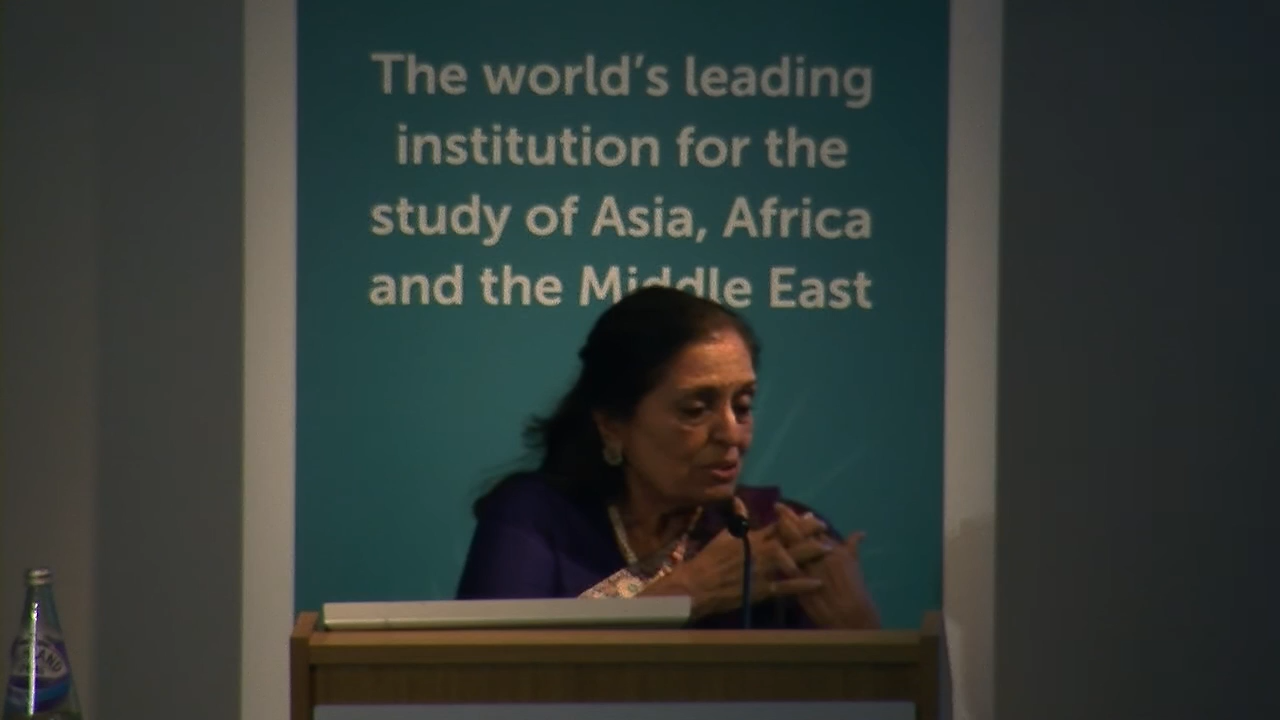 The world's leading
institution for the
study of Asia, Africa
and the Middle East